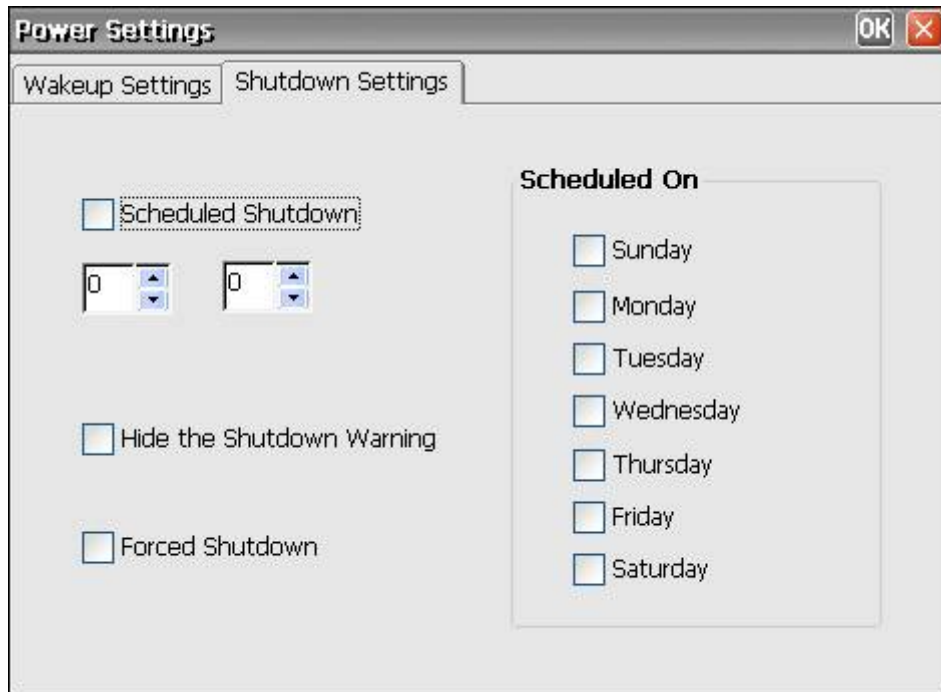 Power Settings OK
Wakeup Settings Shutdown Settings
Scheduled Shutdown
0 0
Hide the Shutdown Warning
Forced Shutdown
Scheduled On
Sunday
Monday
Tuesday
Wednesday
Thursday
Friday
Saturday